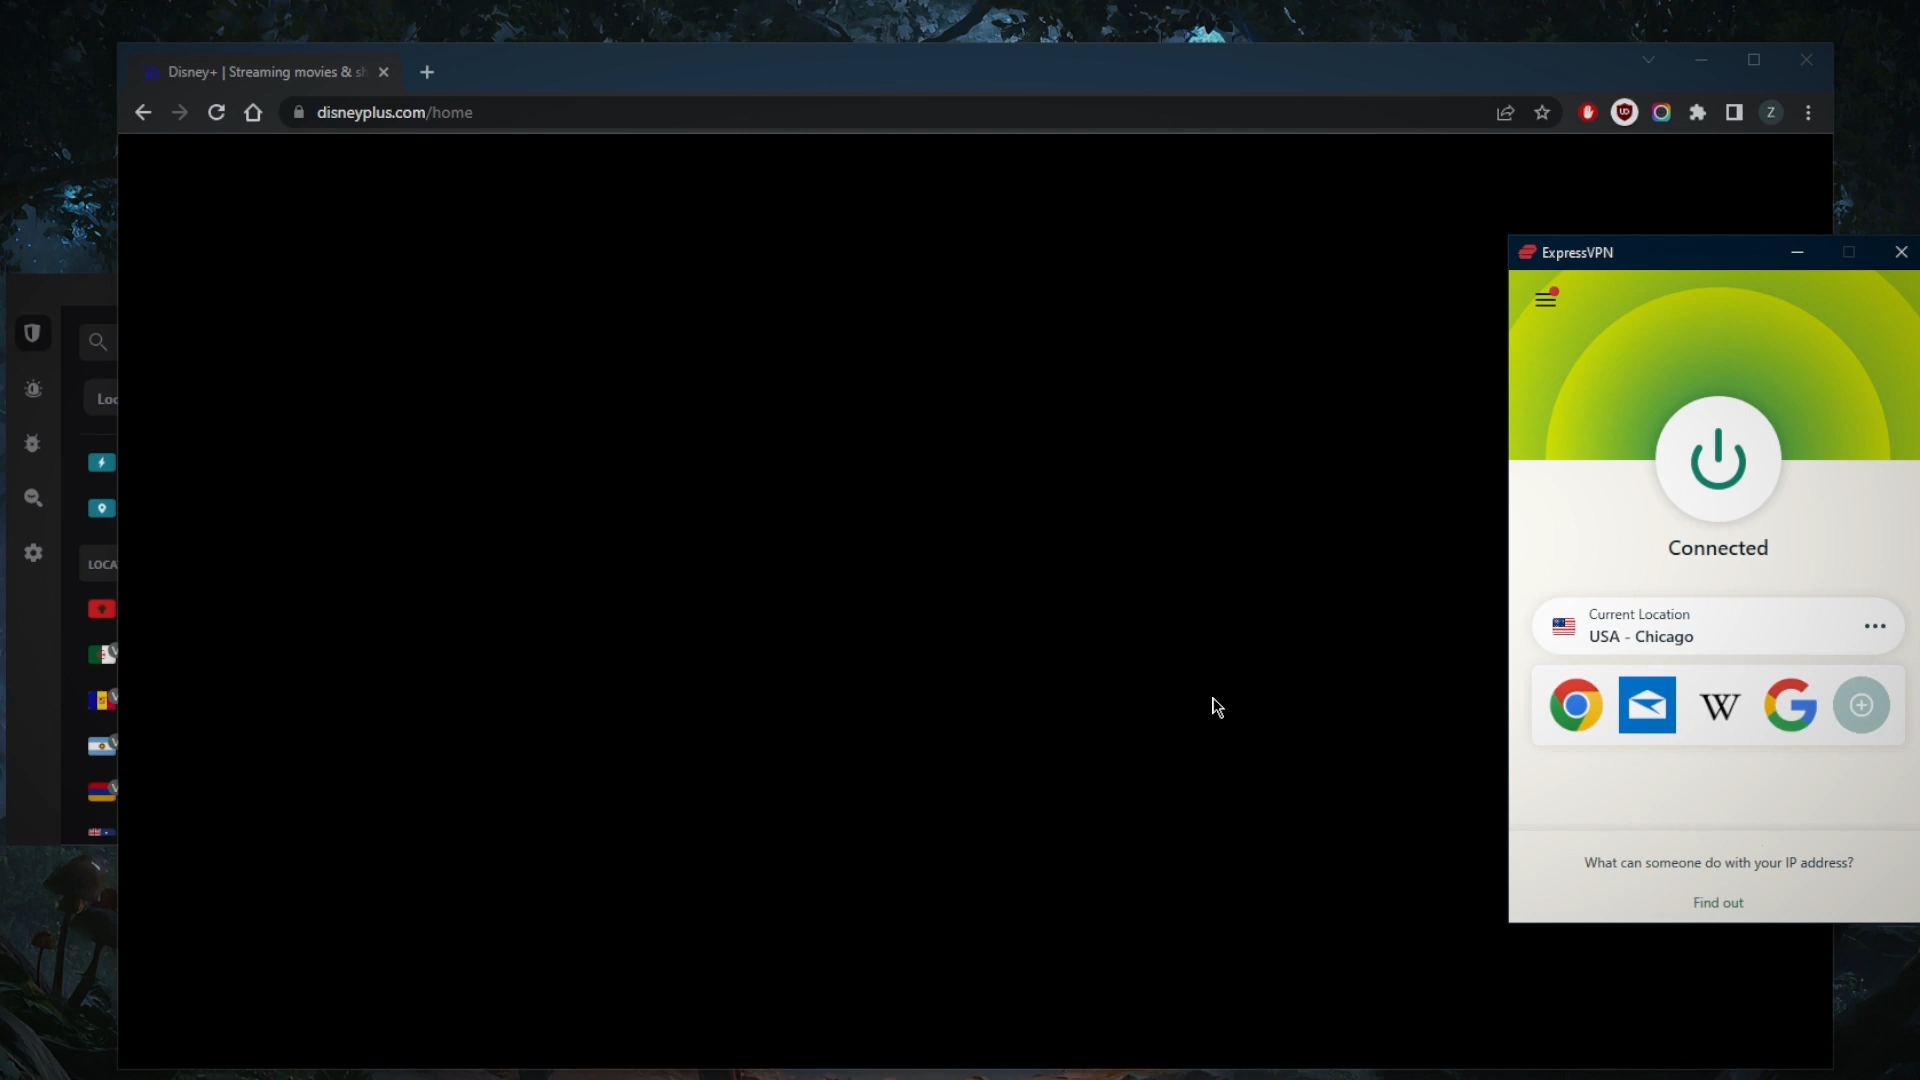 Disney+ | Streaming movies & sh
disneyplus.com/home
Z
ExpressVPN
Loc
LOCA
Connected
Current Location
USA - Chicago
W
What can someone do with your IP address?
Find out